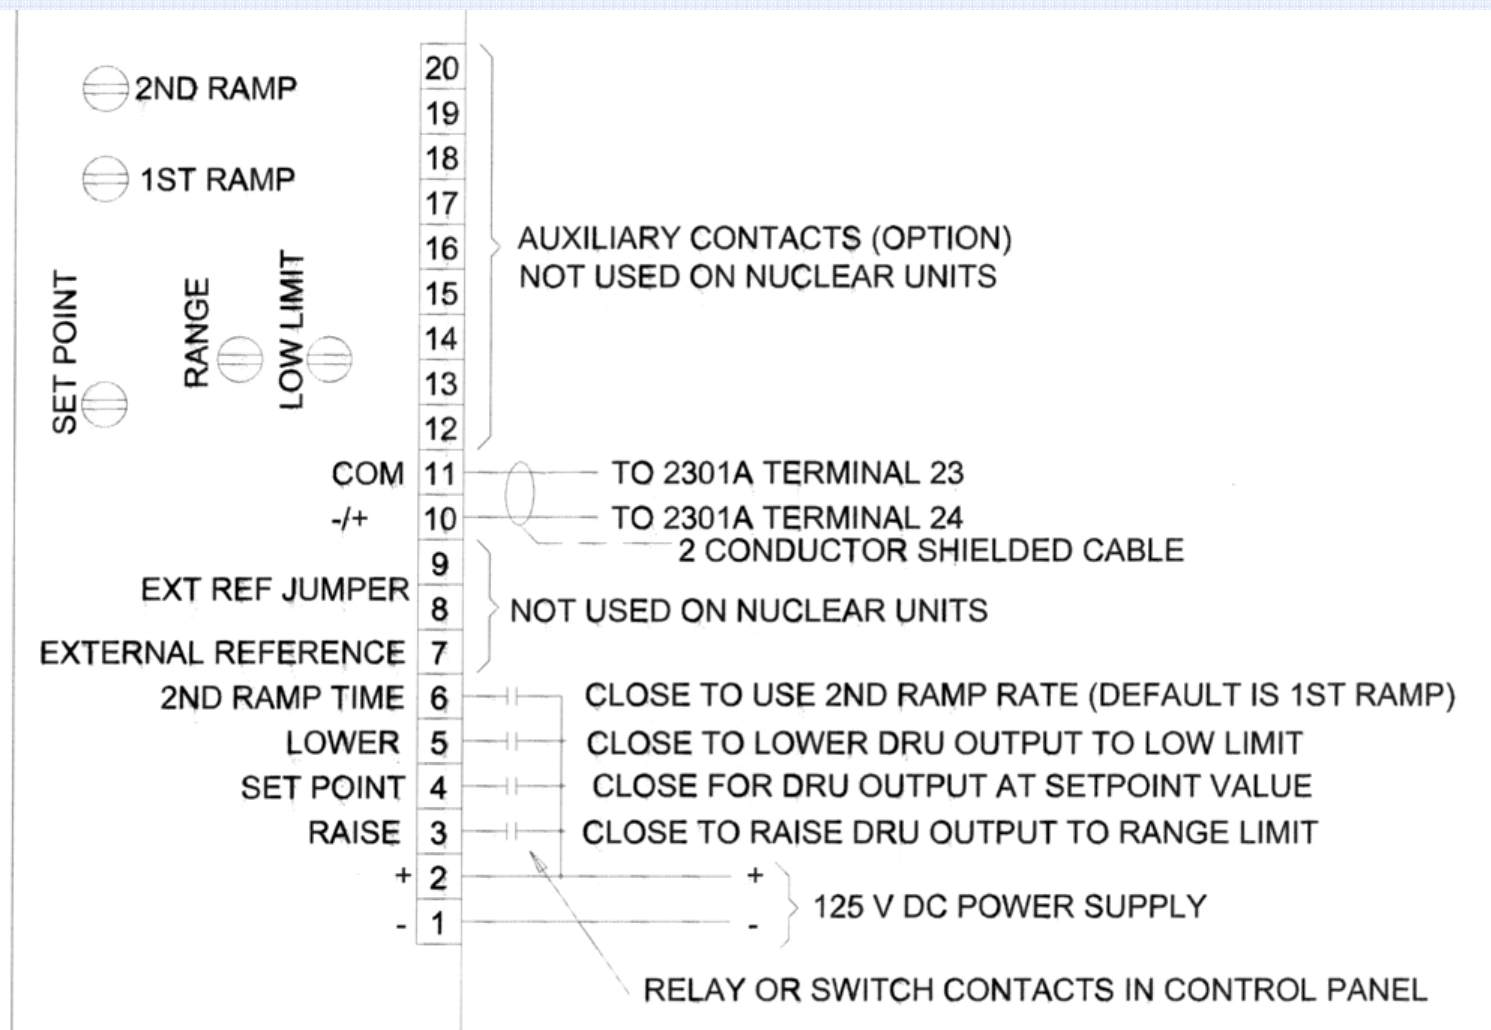 20
2ND RAMP
19
18
1ST RAMP
17
16
AUXILIARY CONTACTS (OPTION)
NOT USED ON NUCLEAR UNITS
15
SET POINT
RANGE
LOW LIMIT
14
13
12
COM 11 TO 2301A TERMINAL 23
-/+ 10 TO 2301A TERMINAL 24
2 CONDUCTOR SHIELDED CABLE
9
EXT REF JUMPER
8 NOT USED ON NUCLEAR UNITS
EXTERNAL REFERENCE 7
2ND RAMP TIME 6 CLOSE TO USE 2ND RAMP RATE (DEFAULT IS 1ST RAMP)
LOWER 5 CLOSE TO LOWER DRU OUTPUT TO LOW LIMIT
SET POINT 4 CLOSE FOR DRU OUTPUT AT SETPOINT VALUE
RAISE 3 CLOSE TO RAISE DRU OUTPUT TO RANGE LIMIT
+ 2 +
125 V DC POWER SUPPLY
- 1 -
RELAY OR SWITCH CONTACTS IN CONTROL PANEL